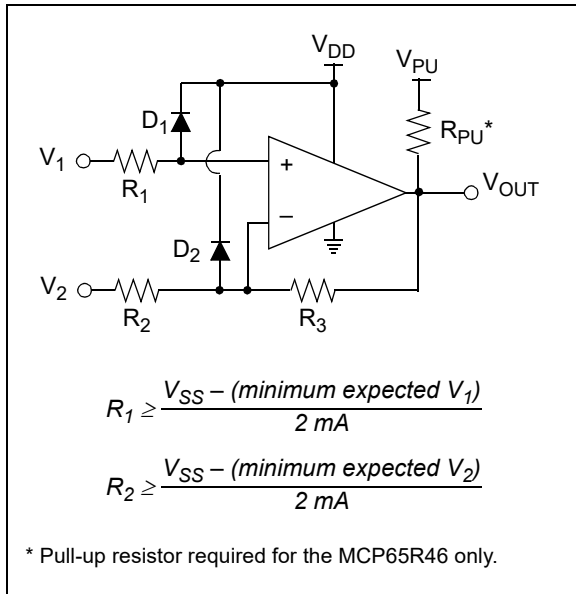 V_DD
V_PU
D_1
R_PU*
V_1
+
V_OUT
R_1
–
D_2
V_2
R_2
R_3
R_1 ≥ V_SS – (minimum expected V_1) / 2 mA
R_2 ≥ V_SS – (minimum expected V_2) / 2 mA
* Pull-up resistor required for the MCP65R46 only.